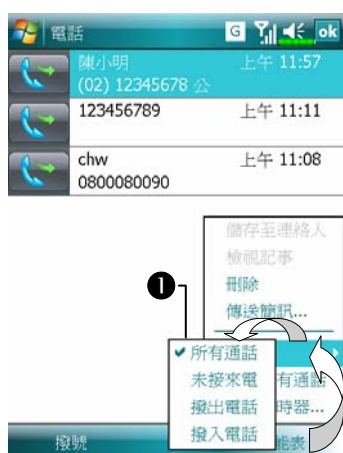 電話 G ok
陳小明 上午 11:57
(02) 12345678 公
123456789 上午 11:11
chw 上午 11:08
0800080090
儲存至連絡人
檢視記事
刪除
傳送簡訊...
1
所有通話
未接來電 有通話
撥出電話 時器...
撥入電話
撥號 能表